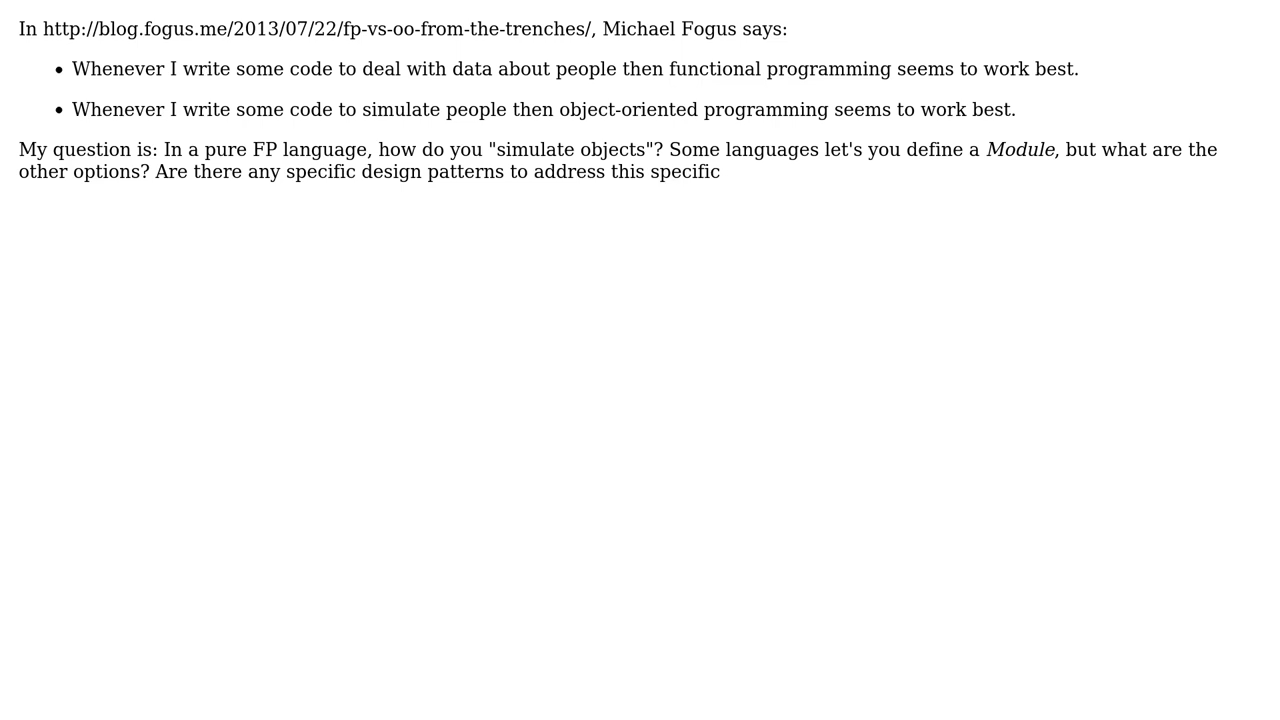 In http://blog.fogus.me/2013/07/22/fp-vs-oo-from-the-trenches/, Michael Fogus says:
• Whenever I write some code to deal with data about people then functional programming seems to work best.
• Whenever I write some code to simulate people then object-oriented programming seems to work best.
My question is: In a pure FP language, how do you "simulate objects"? Some languages let's you define a Module, but what are the
other options? Are there any specific design patterns to address this specific